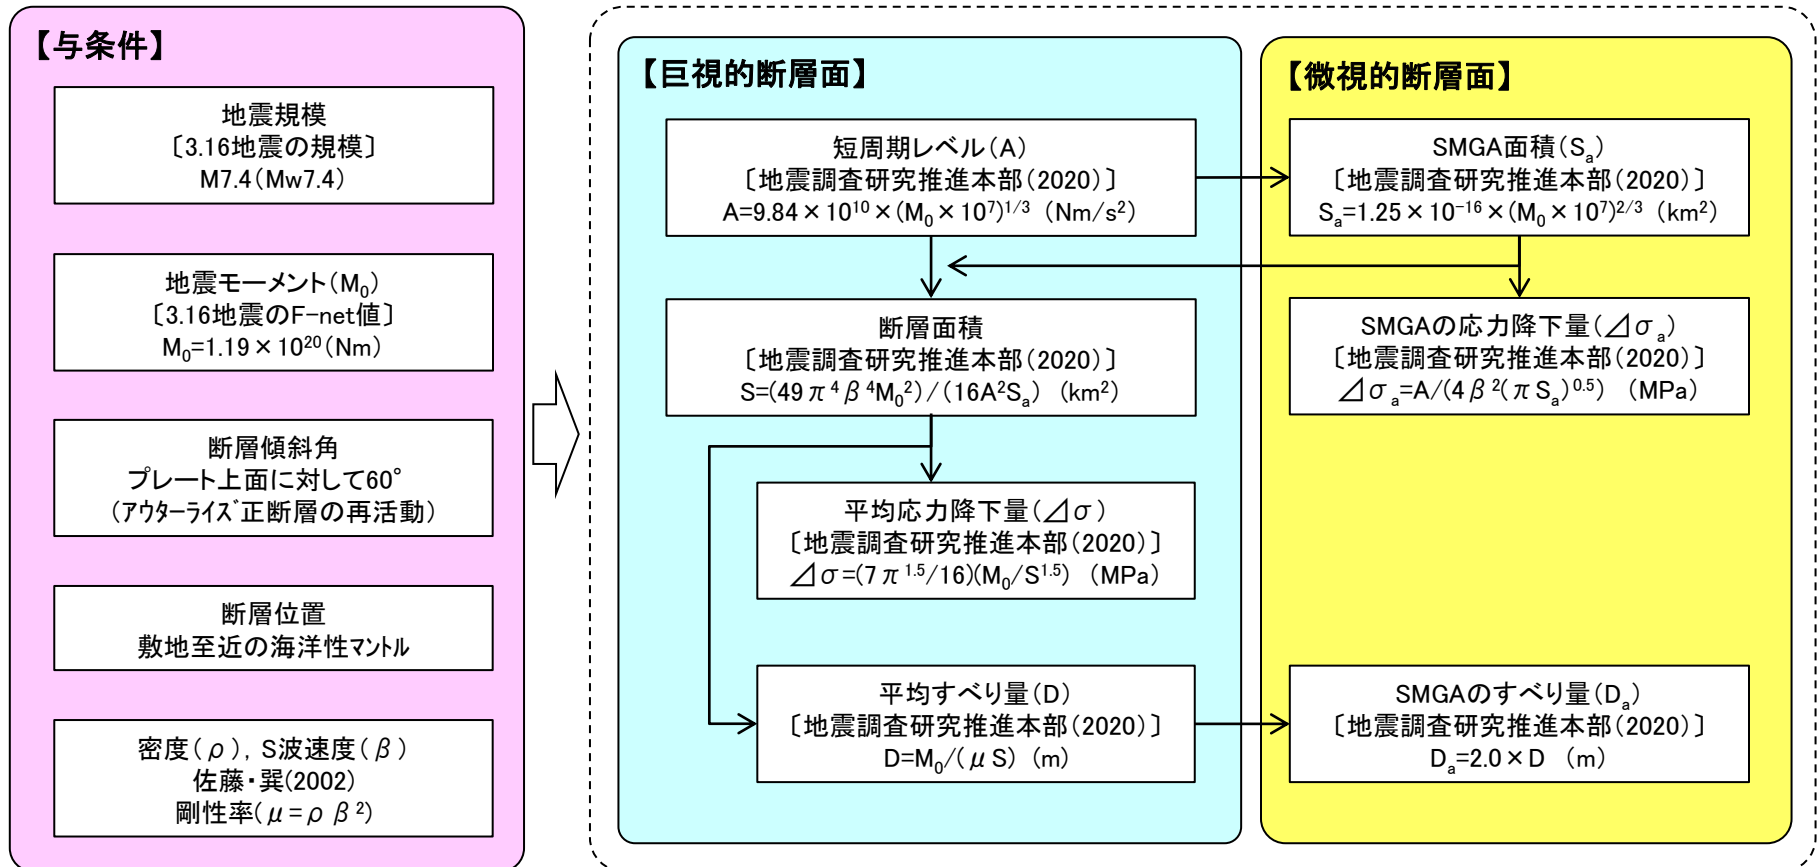 【与条件】
地震規模
〔3.16地震の規模〕
M7.4(Mw7.4)
地震モーメント(M₀)
〔3.16地震のF-net値〕
M₀=1.19×10²⁰(Nm)
断層傾斜角
プレート上面に対して60°
(ｱｳﾀｰﾗｲｽﾞ正断層の再活動)
断層位置
敷地至近の海洋性ﾏﾝﾄﾙ
密度(ρ), S波速度(β)
佐藤・巽(2002)
剛性率(μ=ρβ²)
【巨視的断層面】
短周期レベル(A)
〔地震調査研究推進本部(2020)〕
A=9.84×10¹⁰×(M₀×10⁷)¹/³ (Nm/s²)
断層面積
〔地震調査研究推進本部(2020)〕
S=(49π⁴β⁴M₀²)/(16A²Sₐ) (km²)
平均応力降下量(⊿σ)
〔地震調査研究推進本部(2020)〕
⊿σ=(7π¹·⁵/16)(M₀/S¹·⁵) (MPa)
平均すべり量(D)
〔地震調査研究推進本部(2020)〕
D=M₀/(μS) (m)
【微視的断層面】
SMGA面積(Sₐ)
〔地震調査研究推進本部(2020)〕
Sₐ=1.25×10⁻¹⁶×(M₀×10⁷)²/³ (km²)
SMGAの応力降下量(⊿σₐ)
〔地震調査研究推進本部(2020)〕
⊿σₐ=A/(4β²(πSₐ)⁰·⁵) (MPa)
SMGAのすべり量(Dₐ)
〔地震調査研究推進本部(2020)〕
Dₐ=2.0×D (m)